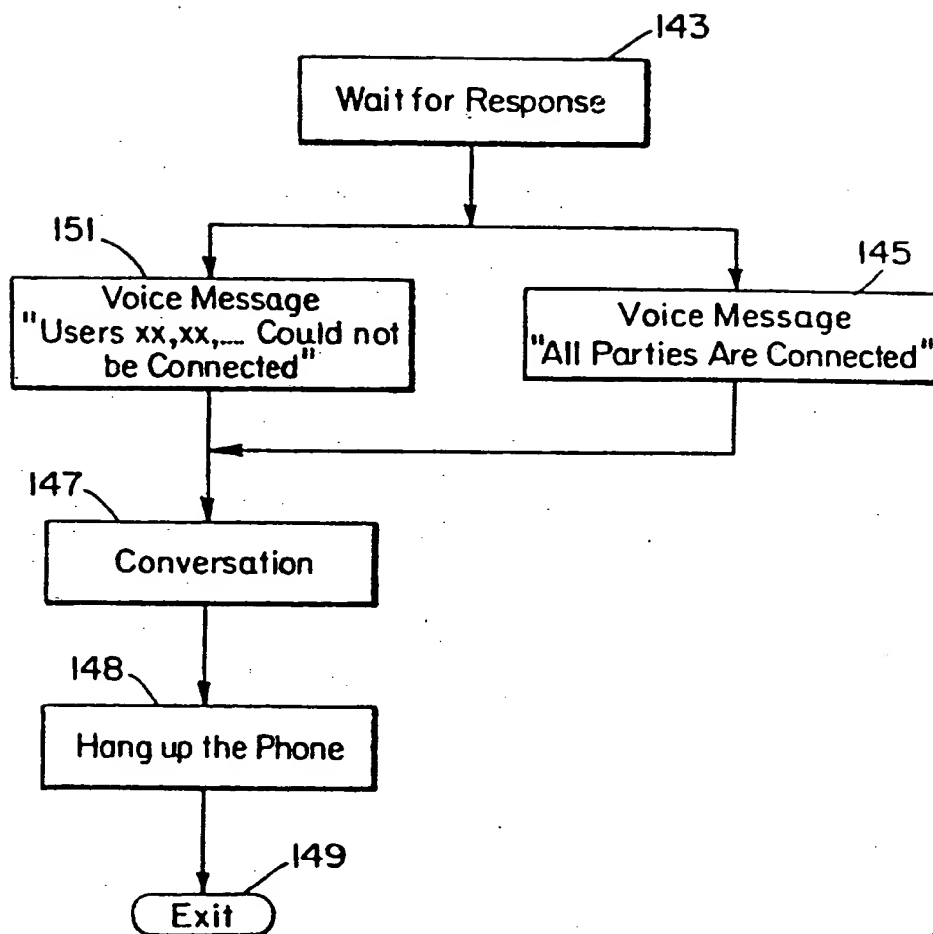 143
Wait for Response
151
Voice Message
"Users xx,xx,.... Could not
be Connected"
145
Voice Message
"All Parties Are Connected"
147
Conversation
148
Hang up the Phone
149
Exit